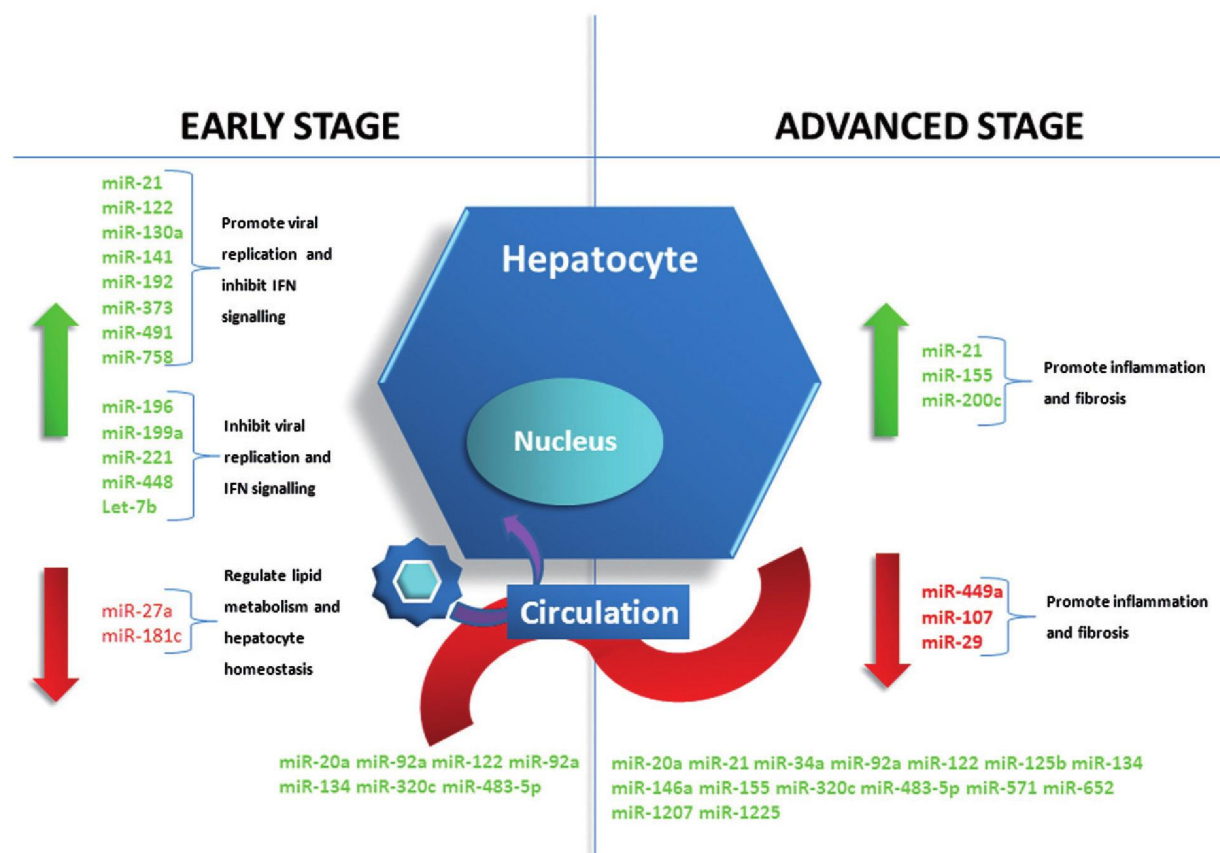 EARLY STAGE
ADVANCED STAGE
miR-21
miR-122
miR-130a
miR-141
miR-192
miR-373
miR-491
miR-758
Promote viral
replication and
inhibit IFN
signalling
miR-196
miR-199a
miR-221
miR-448
Let-7b
Inhibit viral
replication and
IFN signalling
miR-27a
miR-181c
Regulate lipid
metabolism and
hepatocyte
homeostasis
Hepatocyte
Nucleus
Circulation
miR-21
miR-155
miR-200c
Promote inflammation
and fibrosis
miR-449a
miR-107
miR-29
Promote inflammation
and fibrosis
miR-20a miR-92a miR-122 miR-92a
miR-134 miR-320c miR-483-5p
miR-20a miR-21 miR-34a miR-92a miR-122 miR-125b miR-134
miR-146a miR-155 miR-320c miR-483-5p miR-571 miR-652
miR-1207 miR-1225